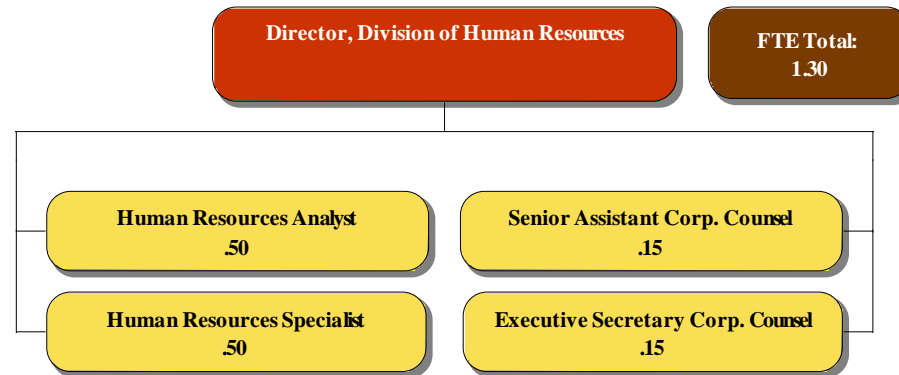 Director, Division of Human Resources
FTE Total:
1.30
Human Resources Analyst
.50
Senior Assistant Corp. Counsel
.15
Human Resources Specialist
.50
Executive Secretary Corp. Counsel
.15